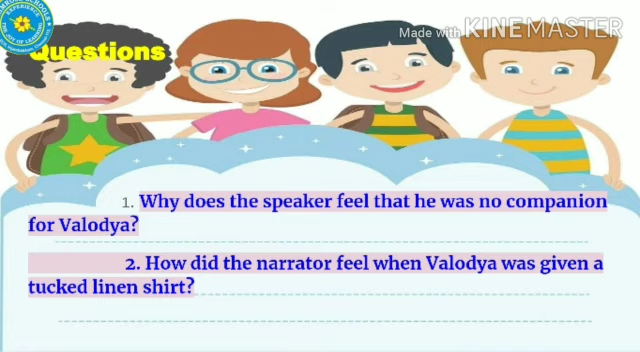 EXPERIENCE
Made with KINEMASTER
Questions
1. Why does the speaker feel that he was no companion
for Valodya?
2. How did the narrator feel when Valodya was given a
tucked linen shirt?